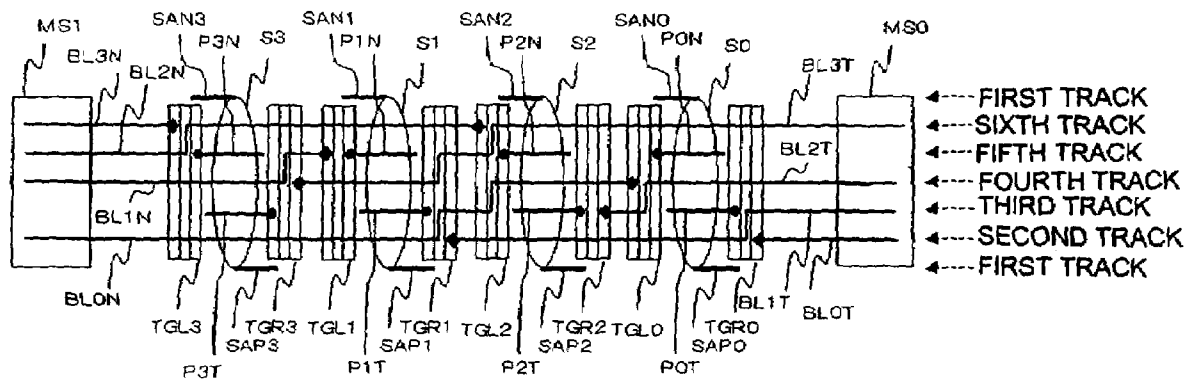 MS1 SAN3 P3N S3 SAN1 P1N S1 SAN2 P2N S2 SAN0 P0N S0 MS0
BL3N BL2N BL3T
FIRST TRACK
SIXTH TRACK
FIFTH TRACK
BL2T
FOURTH TRACK
BL1N
THIRD TRACK
SECOND TRACK
FIRST TRACK
BL0N BL1T BL0T
TGL3 TGR3 TGL1 TGR1 TGL2 TGR2 TGL0 TGR0
SAP3 SAP1 SAP2 SAP0
P3T P1T P2T P0T